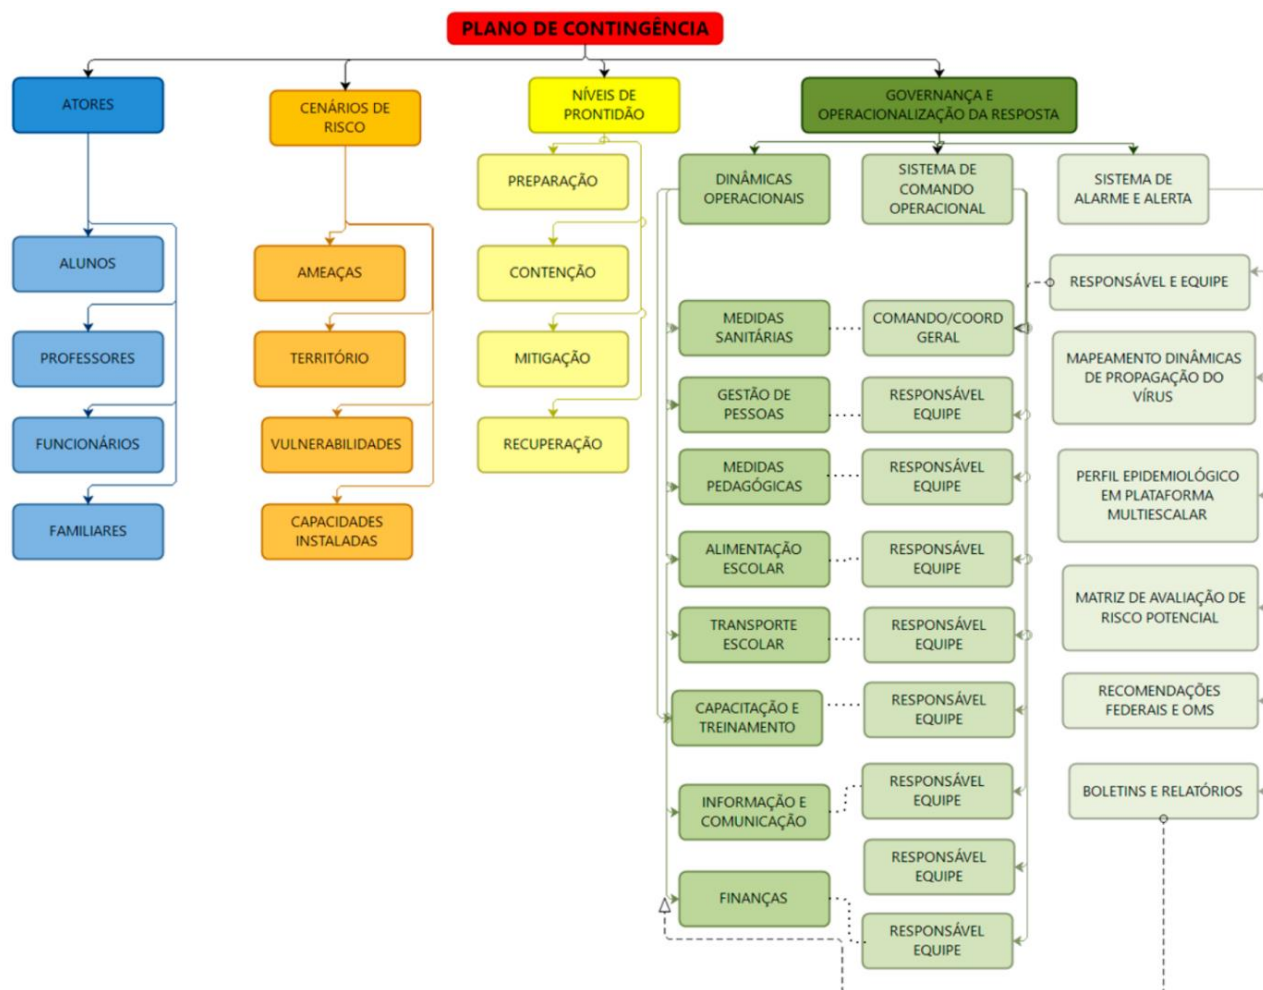 PLANO DE CONTINGÊNCIA
ATORES
ALUNOS
PROFESSORES
FUNCIONÁRIOS
FAMILIARES
CENÁRIOS DE
RISCO
AMEAÇAS
TERRITÓRIO
VULNERABILIDADES
CAPACIDADES
INSTALADAS
NÍVEIS DE
PRONTIDÃO
PREPARAÇÃO
CONTENÇÃO
MITIGAÇÃO
RECUPERAÇÃO
GOVERNANÇA E
OPERACIONALIZAÇÃO DA RESPOSTA
DINÂMICAS
OPERACIONAIS
MEDIDAS
SANITÁRIAS
GESTÃO DE
PESSOAS
MEDIDAS
PEDAGÓGICAS
ALIMENTAÇÃO
ESCOLAR
TRANSPORTE
ESCOLAR
CAPACITAÇÃO E
TREINAMENTO
INFORMAÇÃO E
COMUNICAÇÃO
FINANÇAS
SISTEMA DE
COMANDO
OPERACIONAL
COMANDO/COORD
GERAL
RESPONSÁVEL
EQUIPE
RESPONSÁVEL
EQUIPE
RESPONSÁVEL
EQUIPE
RESPONSÁVEL
EQUIPE
RESPONSÁVEL
EQUIPE
RESPONSÁVEL
EQUIPE
RESPONSÁVEL
EQUIPE
RESPONSÁVEL
EQUIPE
SISTEMA DE
ALARME E ALERTA
RESPONSÁVEL E EQUIPE
MAPEAMENTO DINÂMICAS
DE PROPAGAÇÃO DO
VÍRUS
PERFIL EPIDEMIOLÓGICO
EM PLATAFORMA
MULTIESCALAR
MATRIZ DE AVALIAÇÃO DE
RISCO POTENCIAL
RECOMENDAÇÕES
FEDERAIS E OMS
BOLETINS E RELATÓRIOS